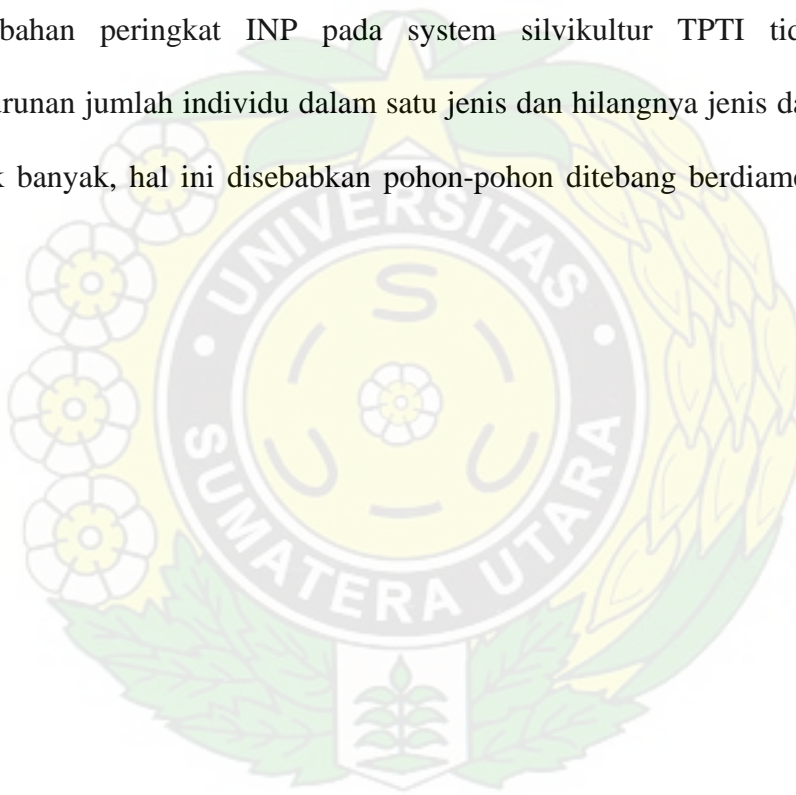 bahan peringkat INP pada system silvikultur TPTI tid
urunan jumlah individu dalam satu jenis dan hilangnya jenis da
k banyak, hal ini disebabkan pohon-pohon ditebang berdiame
UNIVERSITAS
S
U U
SUMATERA UTARA